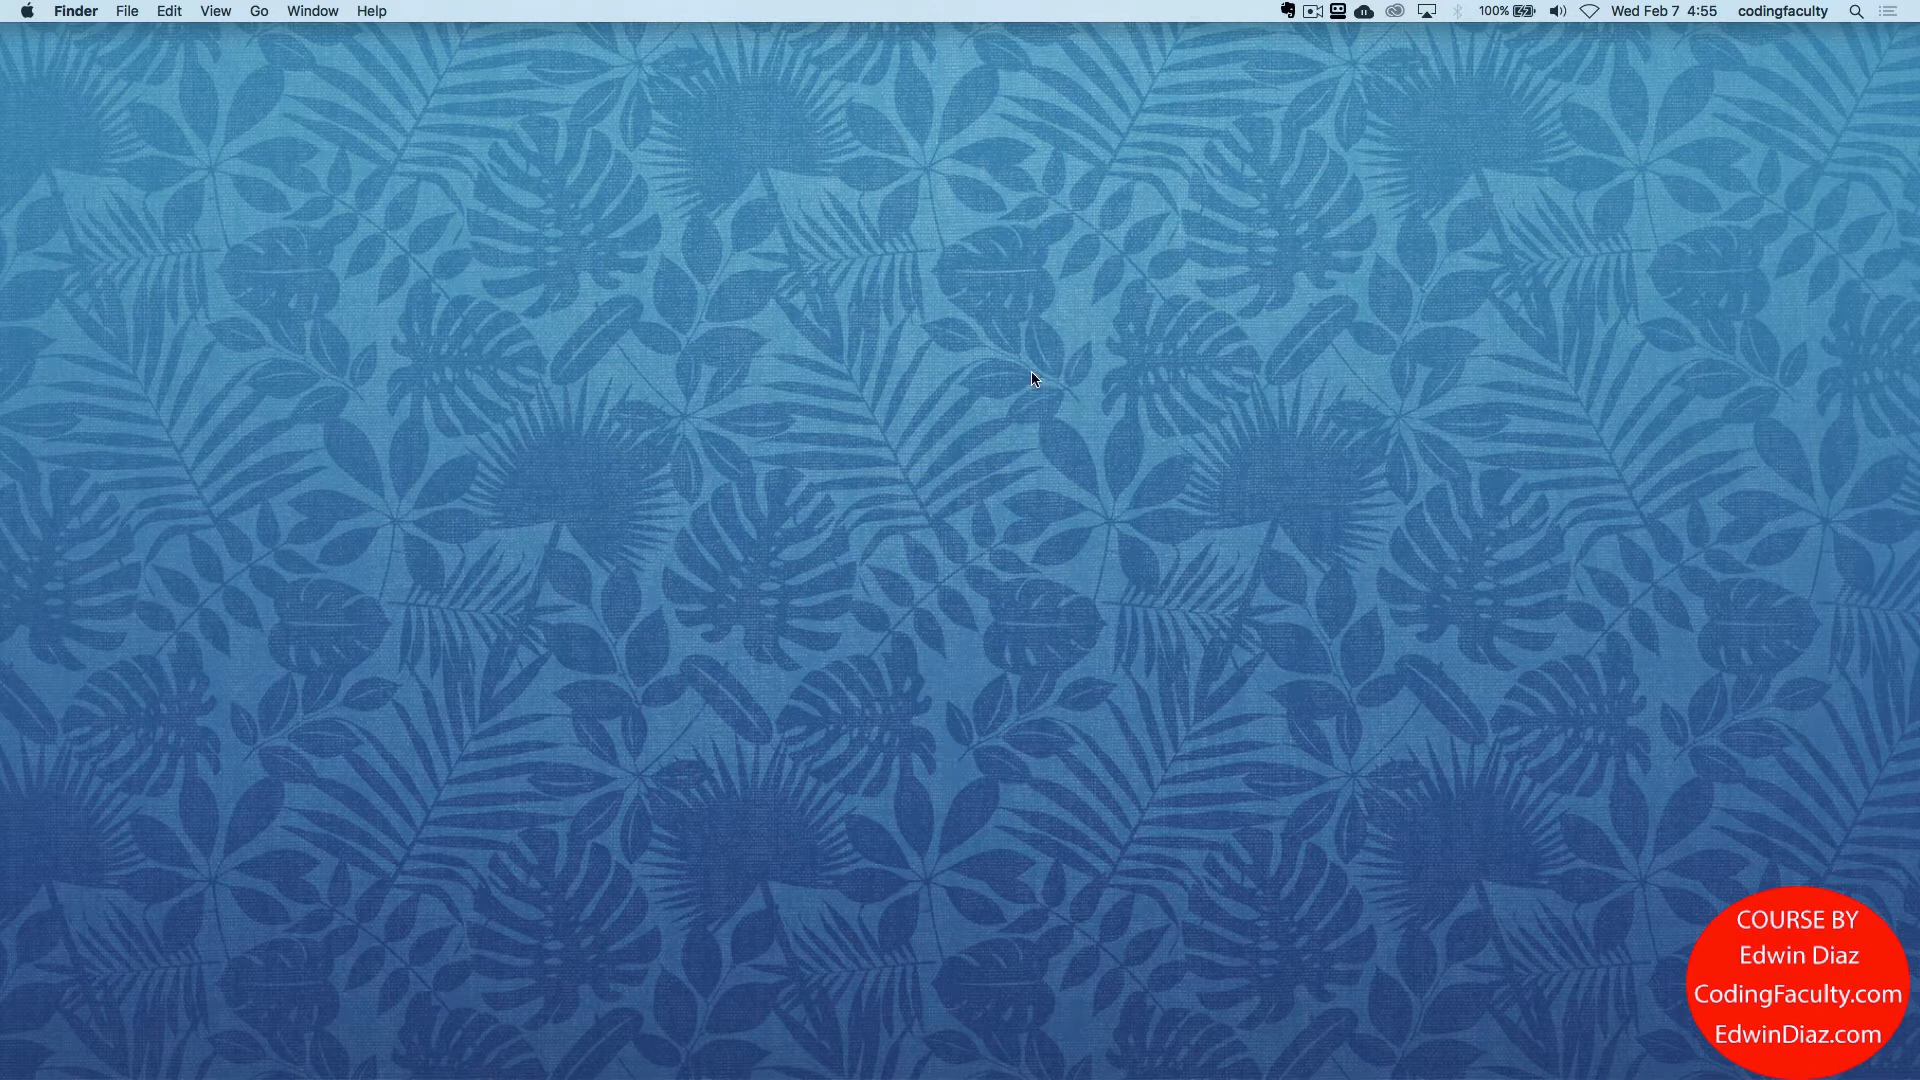 Finder File Edit View Go Window Help 100% Wed Feb 7 4:55 codingfaculty
COURSE BY
Edwin Diaz
CodingFaculty.com
EdwinDiaz.com